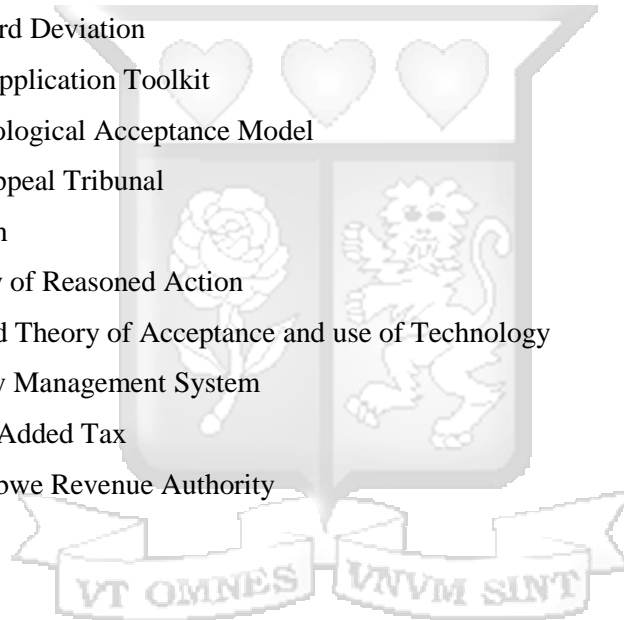 rd Deviation
pplication Toolkit
ological Acceptance Model
ppeal Tribunal
n
of Reasoned Action
d Theory of Acceptance and use of Technology
Management System
Added Tax
bwe Revenue Authority
VT OMNES VNVM SINT